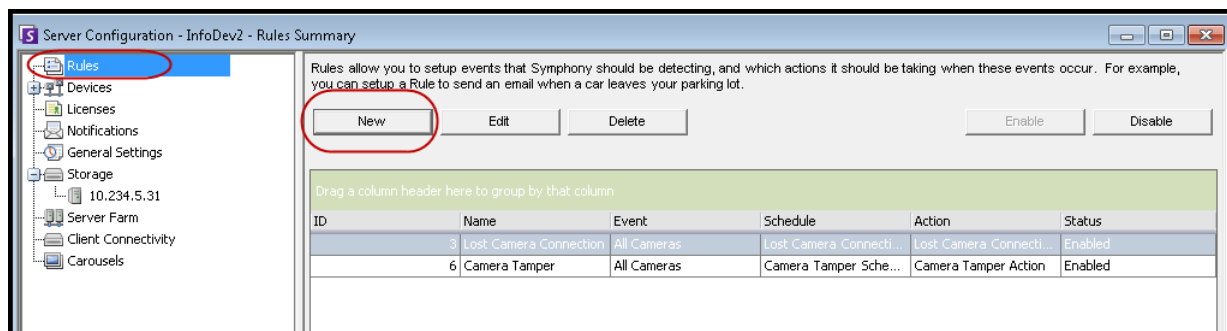 Server Configuration - InfoDev2 - Rules Summary
Rules
Devices
Licenses
Notifications
General Settings
Storage
10.234.5.31
Server Farm
Client Connectivity
Carousels
Rules allow you to setup events that Symphony should be detecting, and which actions it should be taking when these events occur. For example,
you can setup a Rule to send an email when a car leaves your parking lot.
New Edit Delete Enable Disable
Drag a column header here to group by that column
ID Name Event Schedule Action Status
3 Lost Camera Connection All Cameras Lost Camera Connecti... Lost Camera Connecti... Enabled
6 Camera Tamper All Cameras Camera Tamper Sche... Camera Tamper Action Enabled